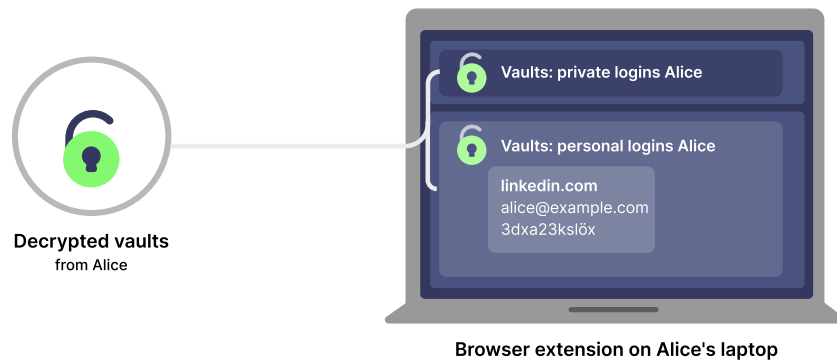 Vaults: private logins Alice
Vaults: personal logins Alice
linkedin.com
alice@example.com
3dxa23kslöx
Decrypted vaults
from Alice
Browser extension on Alice's laptop